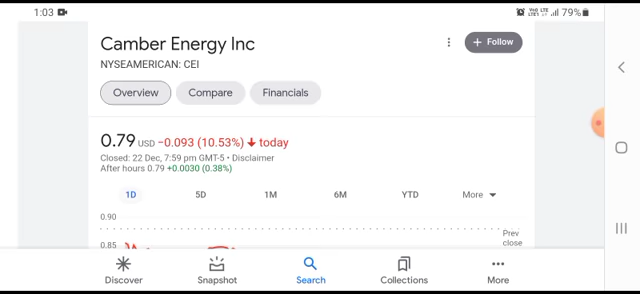 1:03 79%
Camber Energy Inc
+ Follow
NYSEAMERICAN: CEI
Overview Compare Financials
0.79 USD −0.093 (10.53%) ↓ today
Closed: 22 Dec, 7:59 pm GMT-5 • Disclaimer
After hours 0.79 +0.0030 (0.38%)
1D 5D 1M 6M YTD More
0.90
Prev
close
0.85
Discover Snapshot Search Collections More